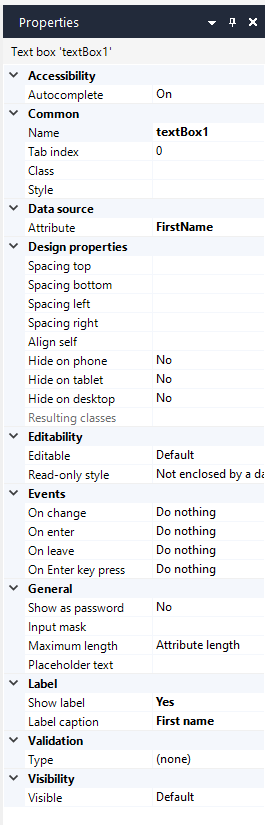 Properties
Text box 'textBox1'
Accessibility
Autocomplete On
Common
Name textBox1
Tab index 0
Class
Style
Data source
Attribute FirstName
Design properties
Spacing top
Spacing bottom
Spacing left
Spacing right
Align self
Hide on phone No
Hide on tablet No
Hide on desktop No
Resulting classes
Editability
Editable Default
Read-only style Not enclosed by a da
Events
On change Do nothing
On enter Do nothing
On leave Do nothing
On Enter key press Do nothing
General
Show as password No
Input mask
Maximum length Attribute length
Placeholder text
Label
Show label Yes
Label caption First name
Validation
Type (none)
Visibility
Visible Default